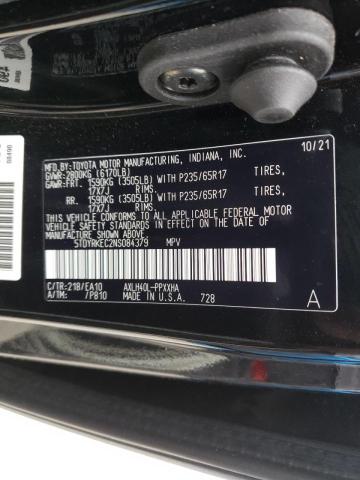 MFD. BY: TOYOTA MOTOR MANUFACTURING, INDIANA, INC. 10/21
GVWR: 2800KG (6170LB)
GAWR: FRT. 1590KG (3505LB) WITH P235/65R17 TIRES,
17X7J RIMS,
RR. 1590KG (3505LB) WITH P235/65R17 TIRES,
17X7J RIMS,
THIS VEHICLE CONFORMS TO ALL APPLICABLE FEDERAL MOTOR
VEHICLE SAFETY STANDARDS IN EFFECT ON THE DATE OF
MANUFACTURE SHOWN ABOVE.
5TDYRKEC2NS084379 MPV
C/TR: 218/EA10 AXLH40L-PPXXHA
A/TM: /P810 MADE IN U.S.A. 728 A